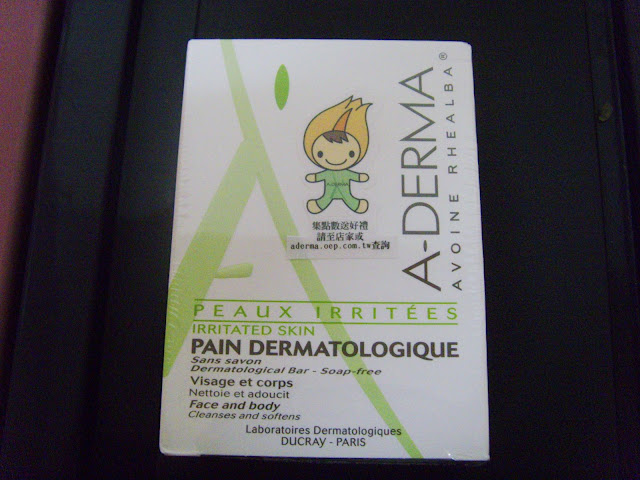 A-DERMA®
AVOINE RHEALBA
集點數送好禮
請至店家或
aderma.oep.com.tw查詢
PEAUX IRRITÉES
IRRITATED SKIN
PAIN DERMATOLOGIQUE
Sans savon
Dermatological Bar - Soap-free
Visage et corps
Nettoie et adoucit
Face and body
Cleanses and softens
Laboratoires Dermatologiques
DUCRAY - PARIS